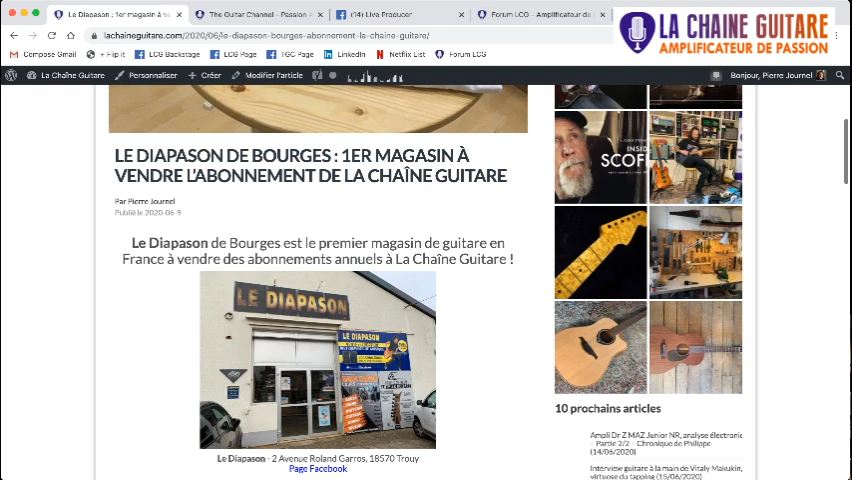 Le Diapason : 1er magasin à v
The Guitar Channel - Passion
(14) Live Producer
Forum LCG – Amplificateur de
LA CHAINE GUITARE
AMPLIFICATEUR DE PASSION
lachaineguitare.com/2020/06/le-diapason-bourges-abonnement-la-chaine-guitare/
Compose Gmail
+ Flip it
LCG Backstage
LCG Page
TGC Page
LinkedIn
Netflix List
Forum LCG
La Chaîne Guitare
Personnaliser
Créer
Modifier l'article
Bonjour, Pierre Journel
INSID
SCOF
LE DIAPASON DE BOURGES : 1ER MAGASIN À
VENDRE L'ABONNEMENT DE LA CHAÎNE GUITARE
Par Pierre Journel
Publié le 2020-06-9
Le Diapason de Bourges est le premier magasin de guitare en
France à vendre des abonnements annuels à La Chaîne Guitare !
LE DIAPASON
LE DIAPASON
Le Diapason - 2 Avenue Roland Garros, 18570 Trouy
Page Facebook
10 prochains articles
Ampli Dr Z MAZ Junior NR, analyse électronic
– Partie 2/2 – Chronique de Philippe
(14/06/2020)
Interview guitare à la main de Vitaly Makukin,
virtuose du tapping (15/06/2020)